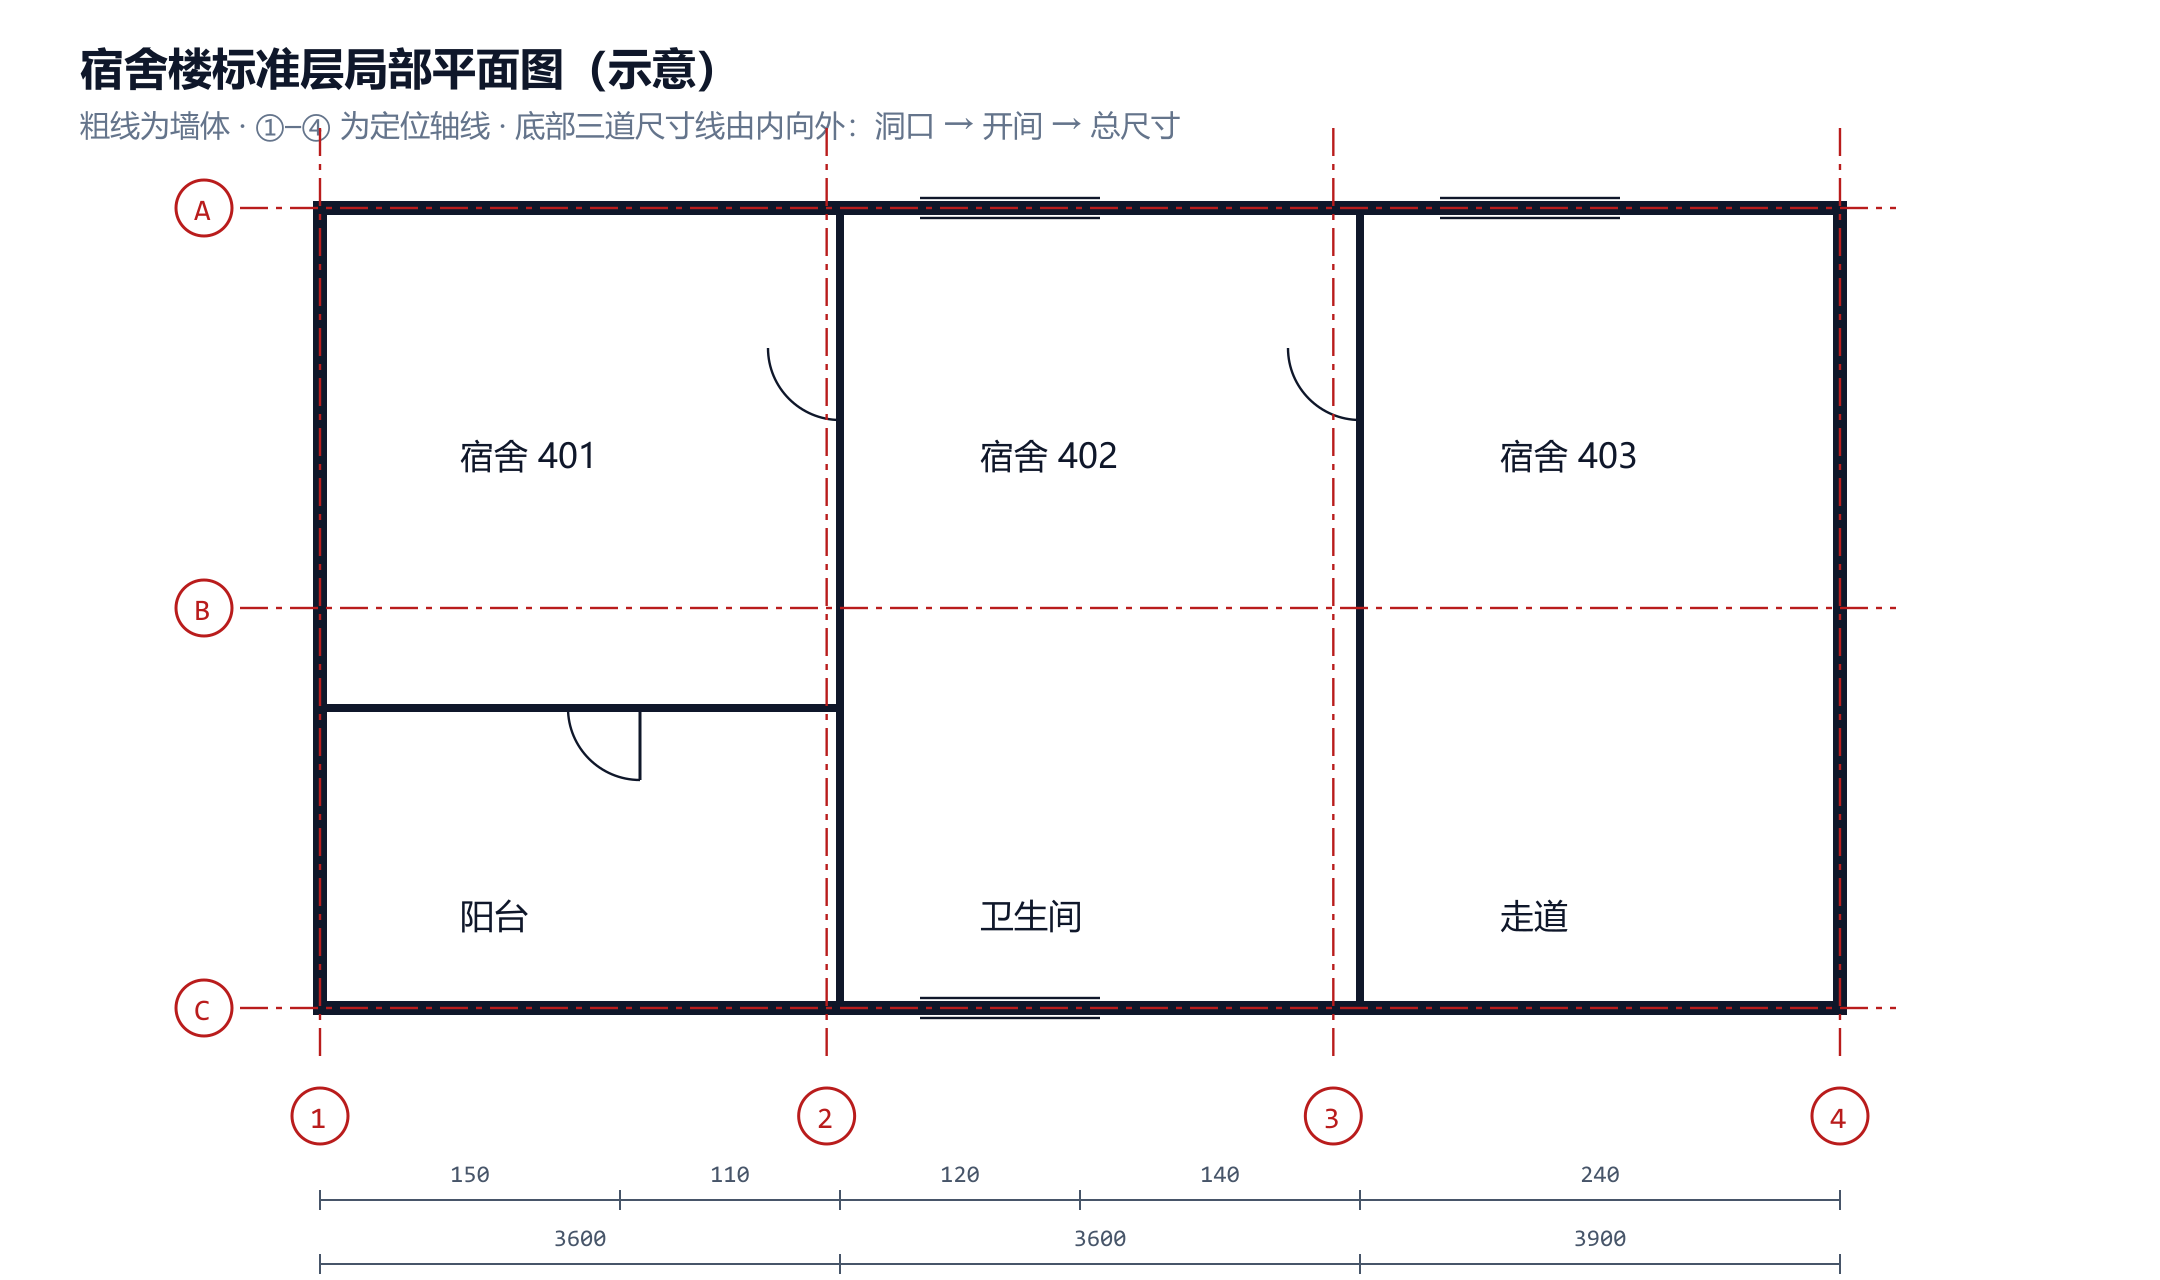 宿舍楼标准层局部平面图（示意）
粗线为墙体 · ①–④ 为定位轴线 · 底部三道尺寸线由内向外：洞口 → 开间 → 总尺寸
A
宿舍 401
宿舍 402
宿舍 403
B
阳台
卫生间
走道
C
1
2
3
4
150
110
120
140
240
3600
3600
3900